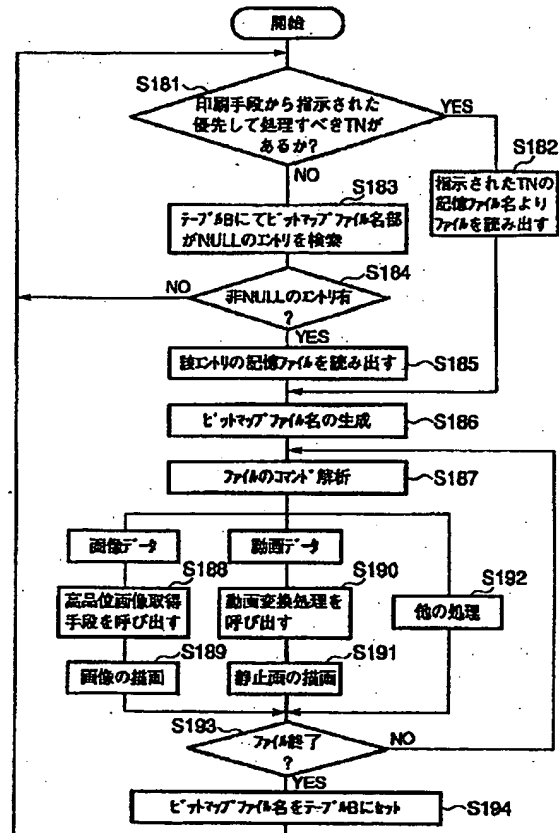 開始
S181
印刷手段から指示された
優先して処理すべきTNが
あるか?
YES
S182
指示されたTNの
記憶ファイル名より
ファイルを読み出す
NO
S183
テーブルBにてビットマップファイル名部
がNULLのエントリを検索
S184
NO
非NULLのエントリ有
?
YES
該エントリの記憶ファイルを読み出す
S185
ビットマップファイル名の生成
S186
ファイルのコマンド解析
S187
画像データ
動画データ
S188
高品位画像取得
手段を呼び出す
S190
動画変換処理を
呼び出す
S192
他の処理
S189
画像の描画
S191
静止画の描画
S193
ファイル終了
?
NO
YES
ビットマップファイル名をテーブルBにセット
S194